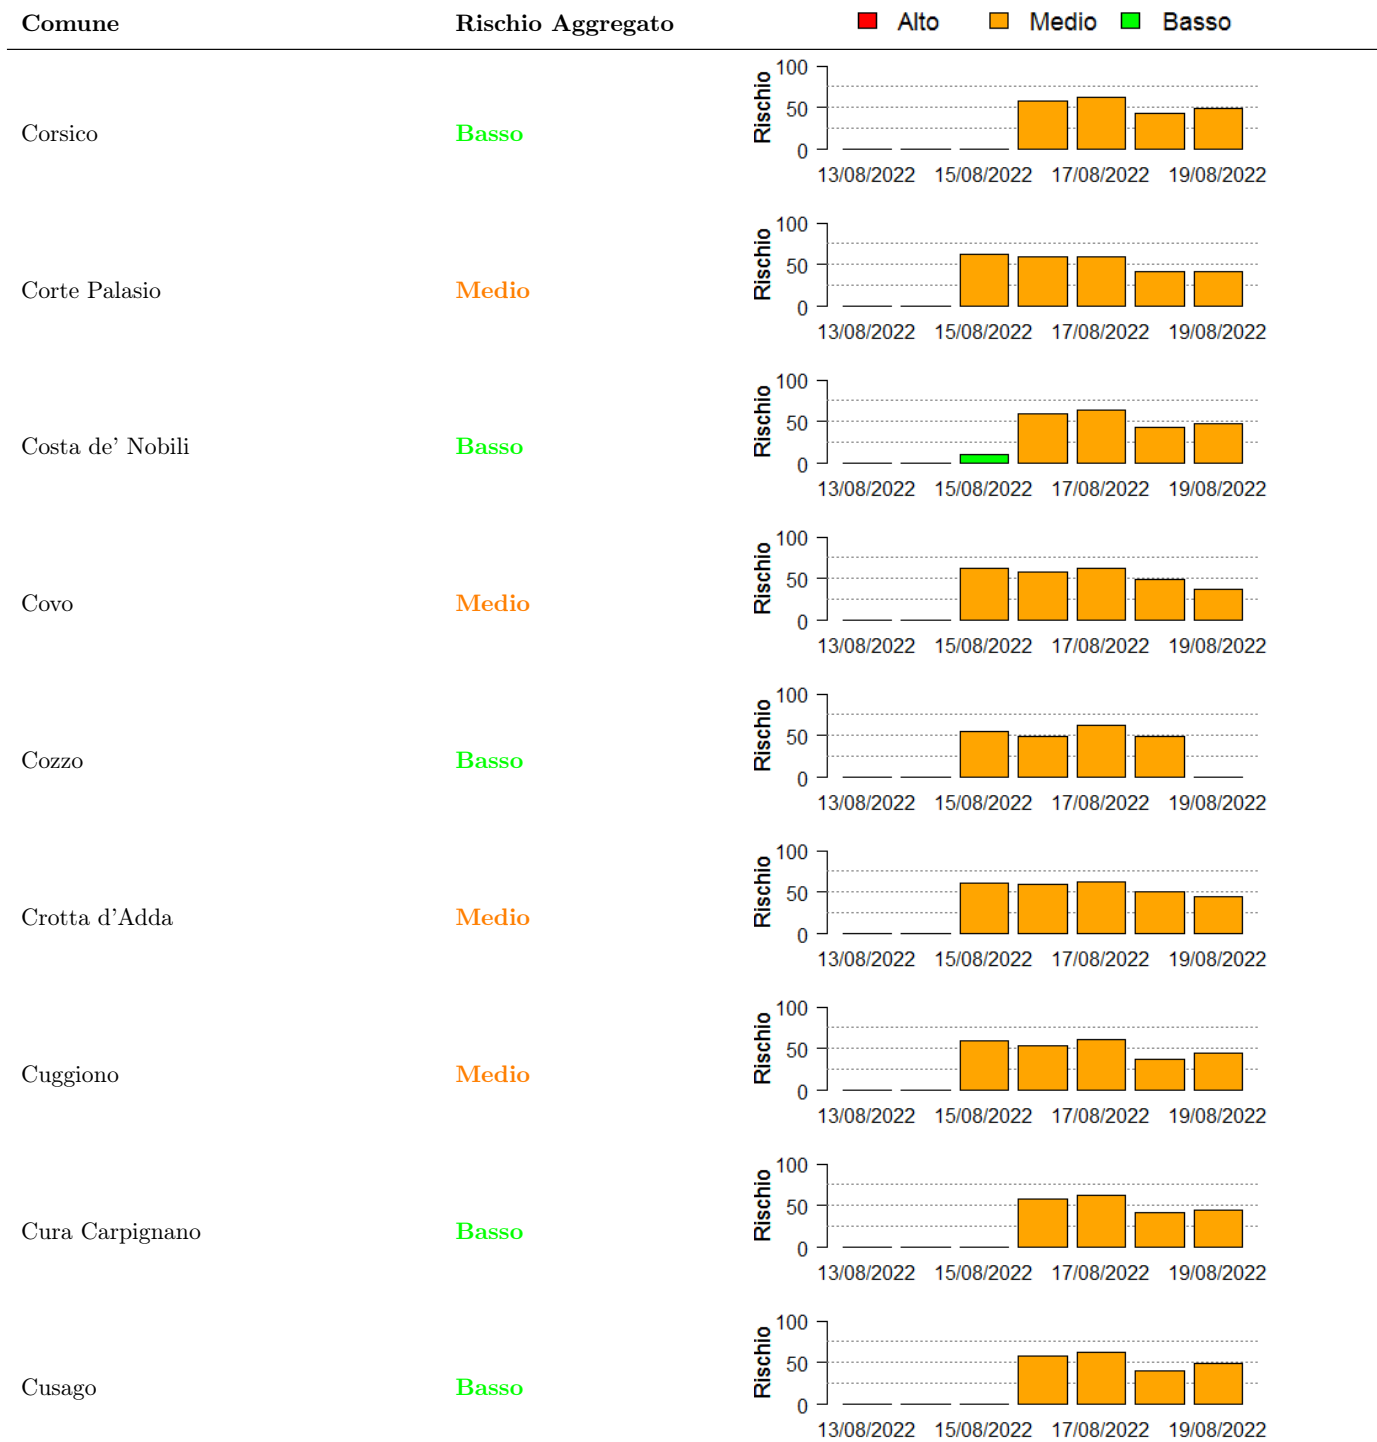 Comune Rischio Aggregato Alto Medio Basso
100
50
0
Rischio
Corsico Basso
13/08/2022 15/08/2022 17/08/2022 19/08/2022
100
50
0
Rischio
Corte Palasio Medio
13/08/2022 15/08/2022 17/08/2022 19/08/2022
100
50
0
Rischio
Costa de’ Nobili Basso
13/08/2022 15/08/2022 17/08/2022 19/08/2022
100
50
0
Rischio
Covo Medio
13/08/2022 15/08/2022 17/08/2022 19/08/2022
100
50
0
Rischio
Cozzo Basso
13/08/2022 15/08/2022 17/08/2022 19/08/2022
100
50
0
Rischio
Crotta d’Adda Medio
13/08/2022 15/08/2022 17/08/2022 19/08/2022
100
50
0
Rischio
Cuggiono Medio
13/08/2022 15/08/2022 17/08/2022 19/08/2022
100
50
0
Rischio
Cura Carpignano Basso
13/08/2022 15/08/2022 17/08/2022 19/08/2022
100
50
0
Rischio
Cusago Basso
13/08/2022 15/08/2022 17/08/2022 19/08/2022